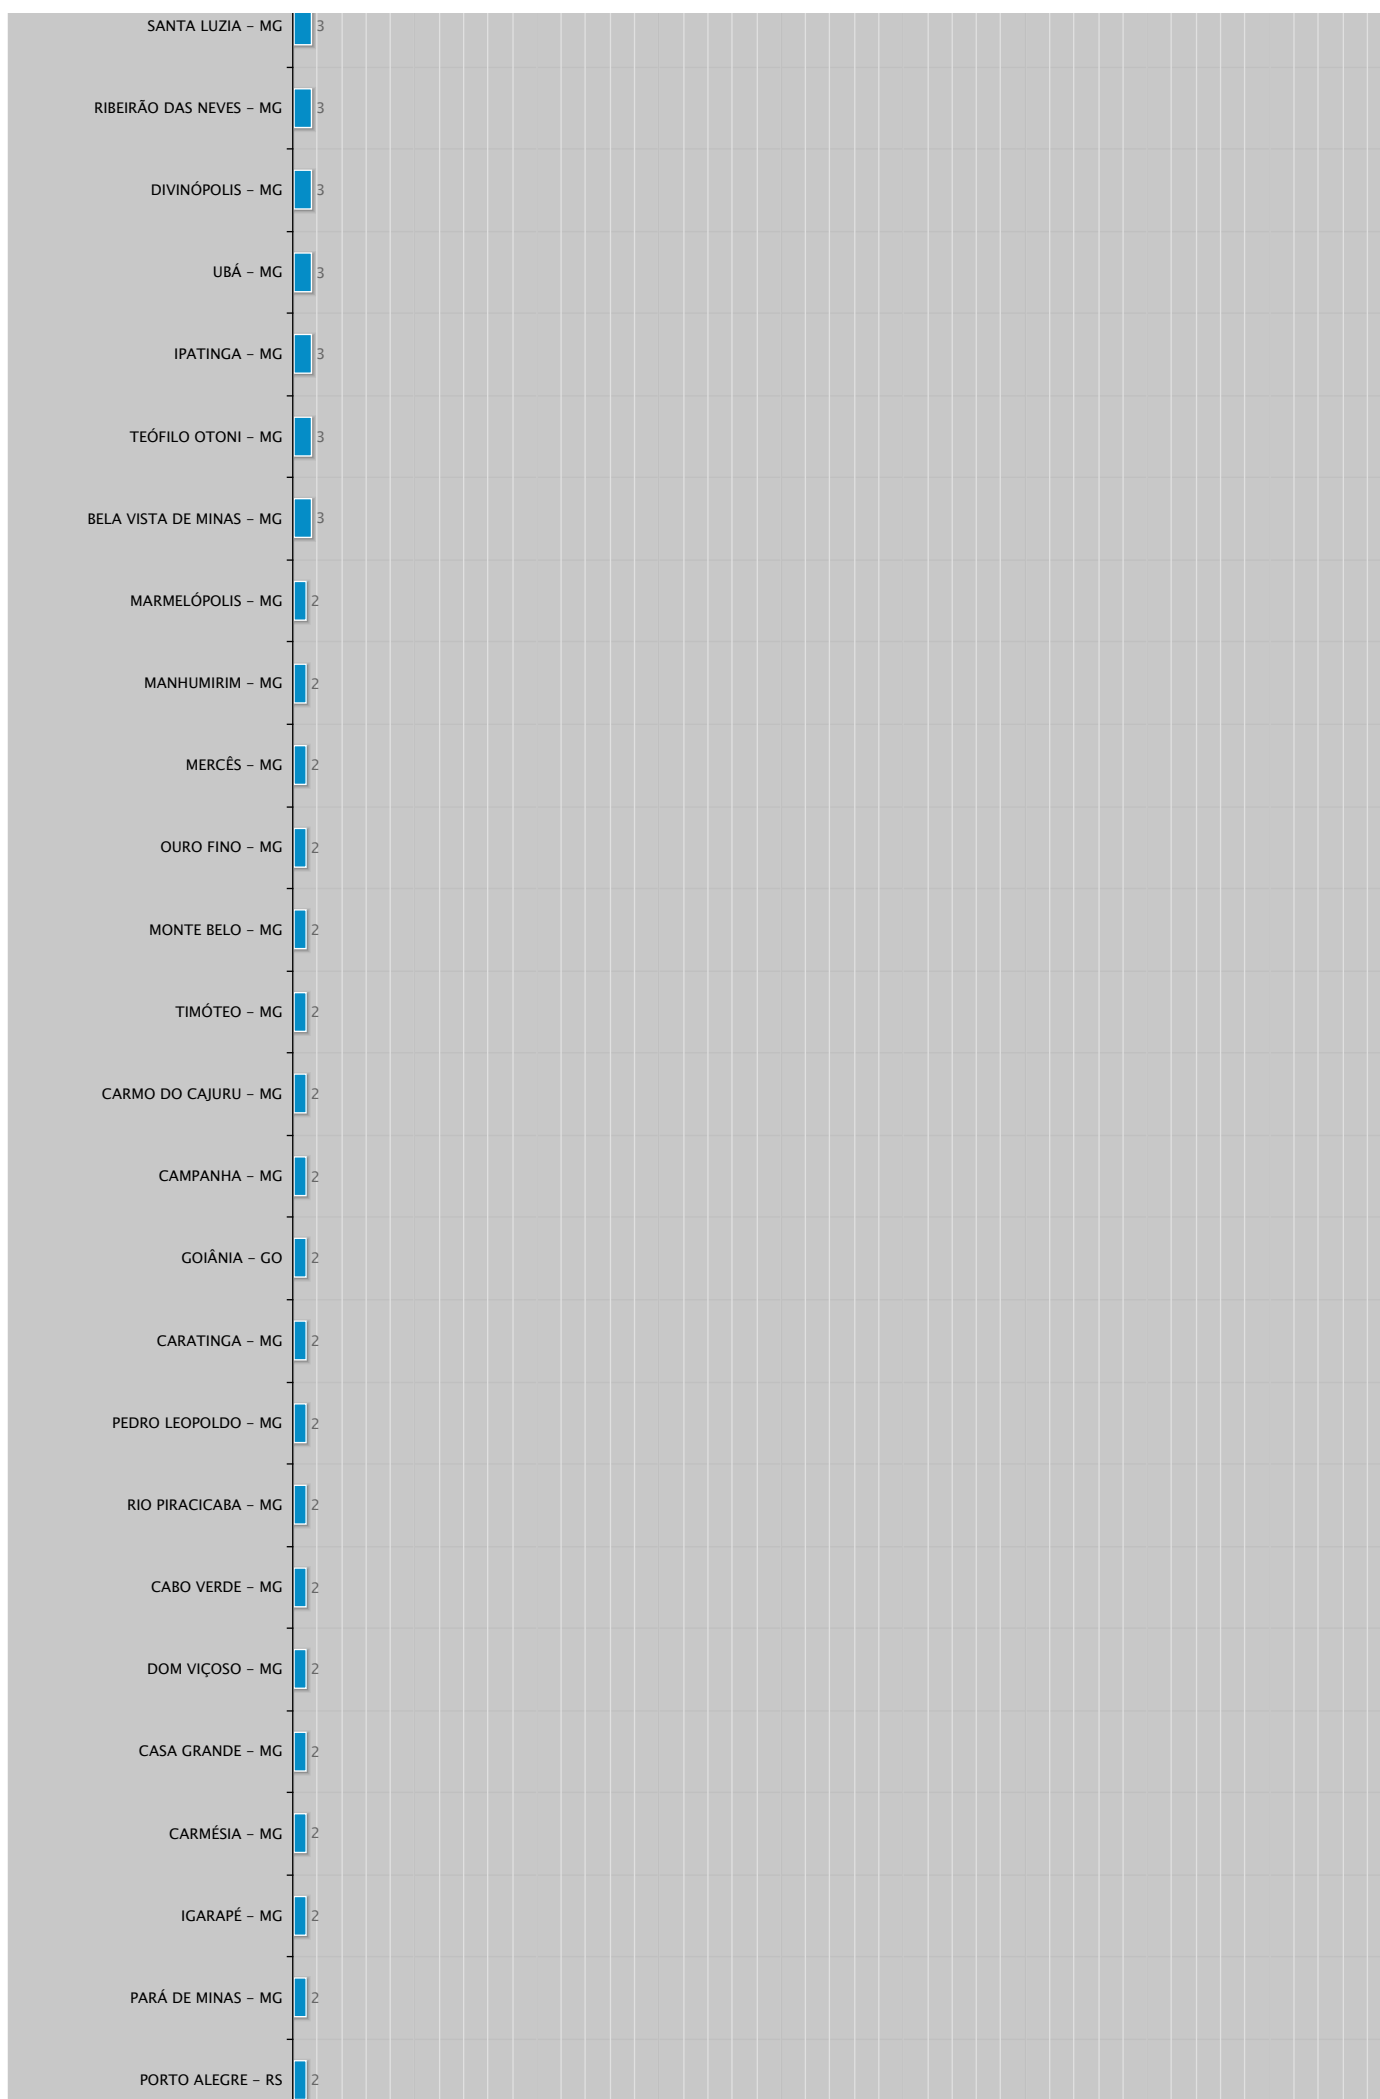 SANTA LUZIA – MG 3
RIBEIRÃO DAS NEVES – MG 3
DIVINÓPOLIS – MG 3
UBÁ – MG 3
IPATINGA – MG 3
TEÓFILO OTONI – MG 3
BELA VISTA DE MINAS – MG 3
MARMELÓPOLIS – MG 2
MANHUMIRIM – MG 2
MERCÊS – MG 2
OURO FINO – MG 2
MONTE BELO – MG 2
TIMÓTEO – MG 2
CARMO DO CAJURU – MG 2
CAMPANHA – MG 2
GOIÂNIA – GO 2
CARATINGA – MG 2
PEDRO LEOPOLDO – MG 2
RIO PIRACICABA – MG 2
CABO VERDE – MG 2
DOM VIÇOSO – MG 2
CASA GRANDE – MG 2
CARMÉSIA – MG 2
IGARAPÉ – MG 2
PARÁ DE MINAS – MG 2
PORTO ALEGRE – RS 2